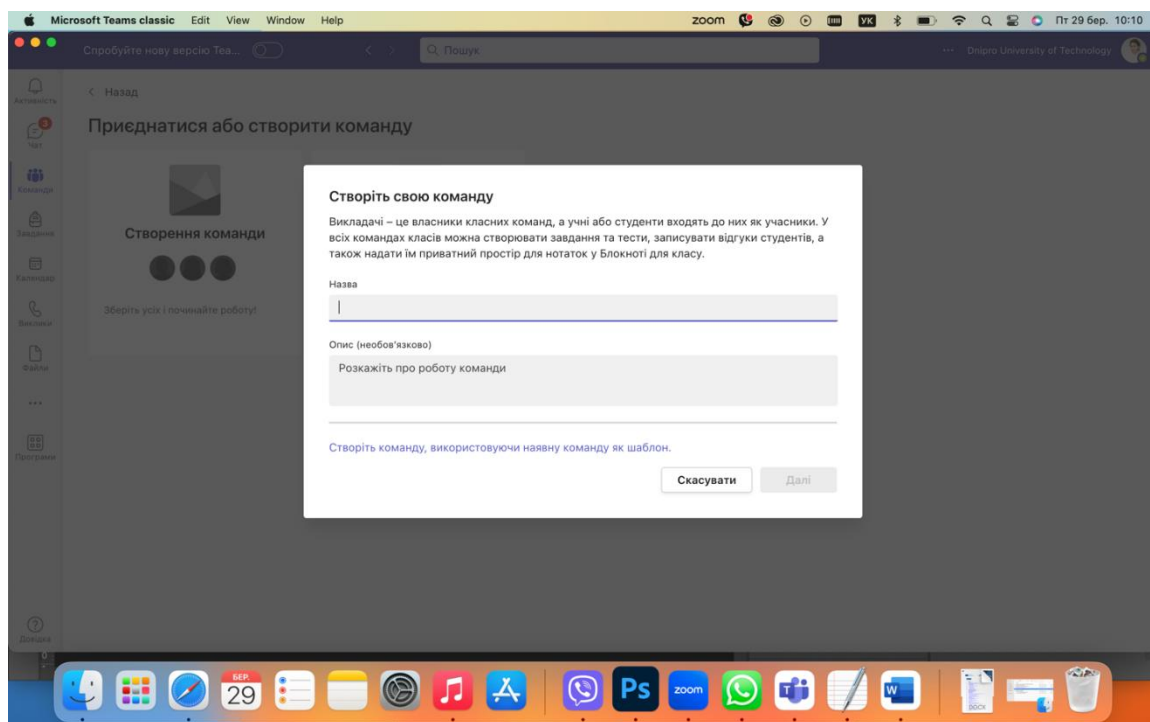 Microsoft Teams classic Edit View Window Help zoom УК Пт 29 бер. 10:10
Спробуйте нову версію Tea... Пошук Dnipro University of Technology
Активність
Назад
Приєднатися або створити команду
3
Чат
Команди
Завдання
Календар
Виклики
Файли
Програми
Довідка
Створення команди
Зберіть усіх і починайте роботу!
Створіть свою команду
Викладачі – це власники класних команд, а учні або студенти входять до них як учасники. У
всіх командах класів можна створювати завдання та тести, записувати відгуки студентів, а
також надати їм приватний простір для нотаток у Блокноті для класу.
Назва
Опис (необов'язково)
Розкажіть про роботу команди
Створіть команду, використовуючи наявну команду як шаблон.
Скасувати Далі
БЕР.
29 Ps zoom W DOCX